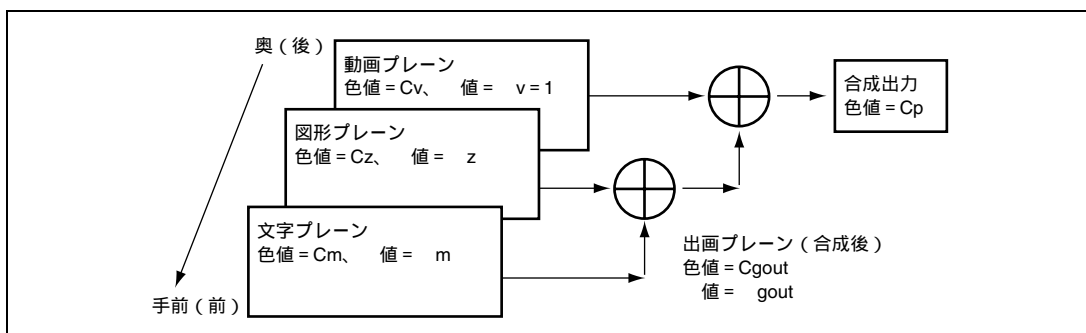 奥（後）
動画プレーン
色値＝Cv、　値＝　v＝1
図形プレーン
色値＝Cz、　値＝　z
文字プレーン
色値＝Cm、　値＝　m
手前（前）
合成出力
色値＝Cp
出画プレーン（合成後）
色値＝Cgout
値＝　gout